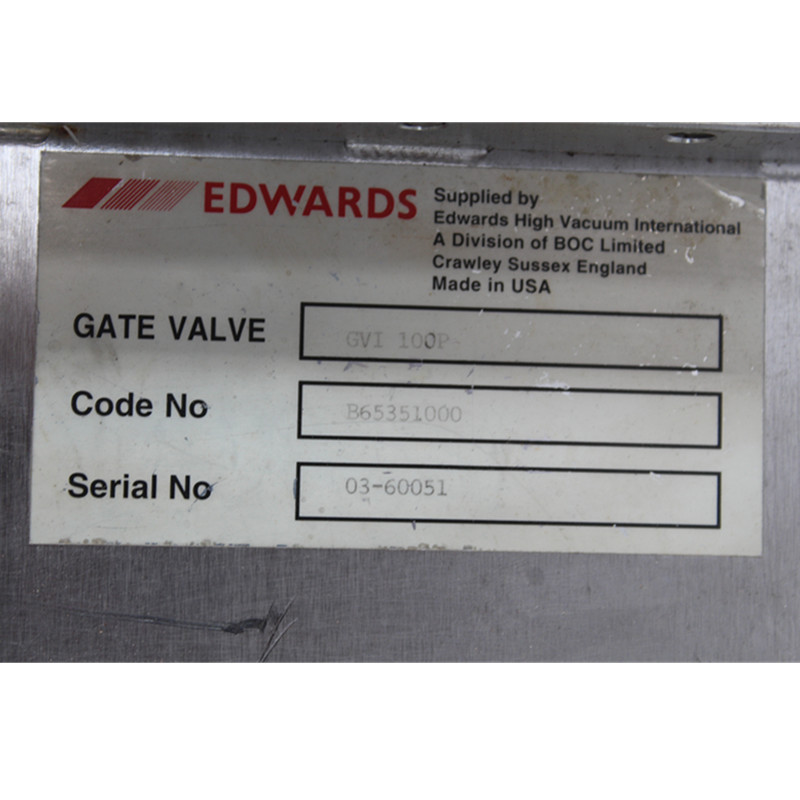 EDWARDS
Supplied by
Edwards High Vacuum International
A Division of BOC Limited
Crawley Sussex England
Made in USA
GATE VALVE GVI 100P
Code No B65351000
Serial No 03-60051